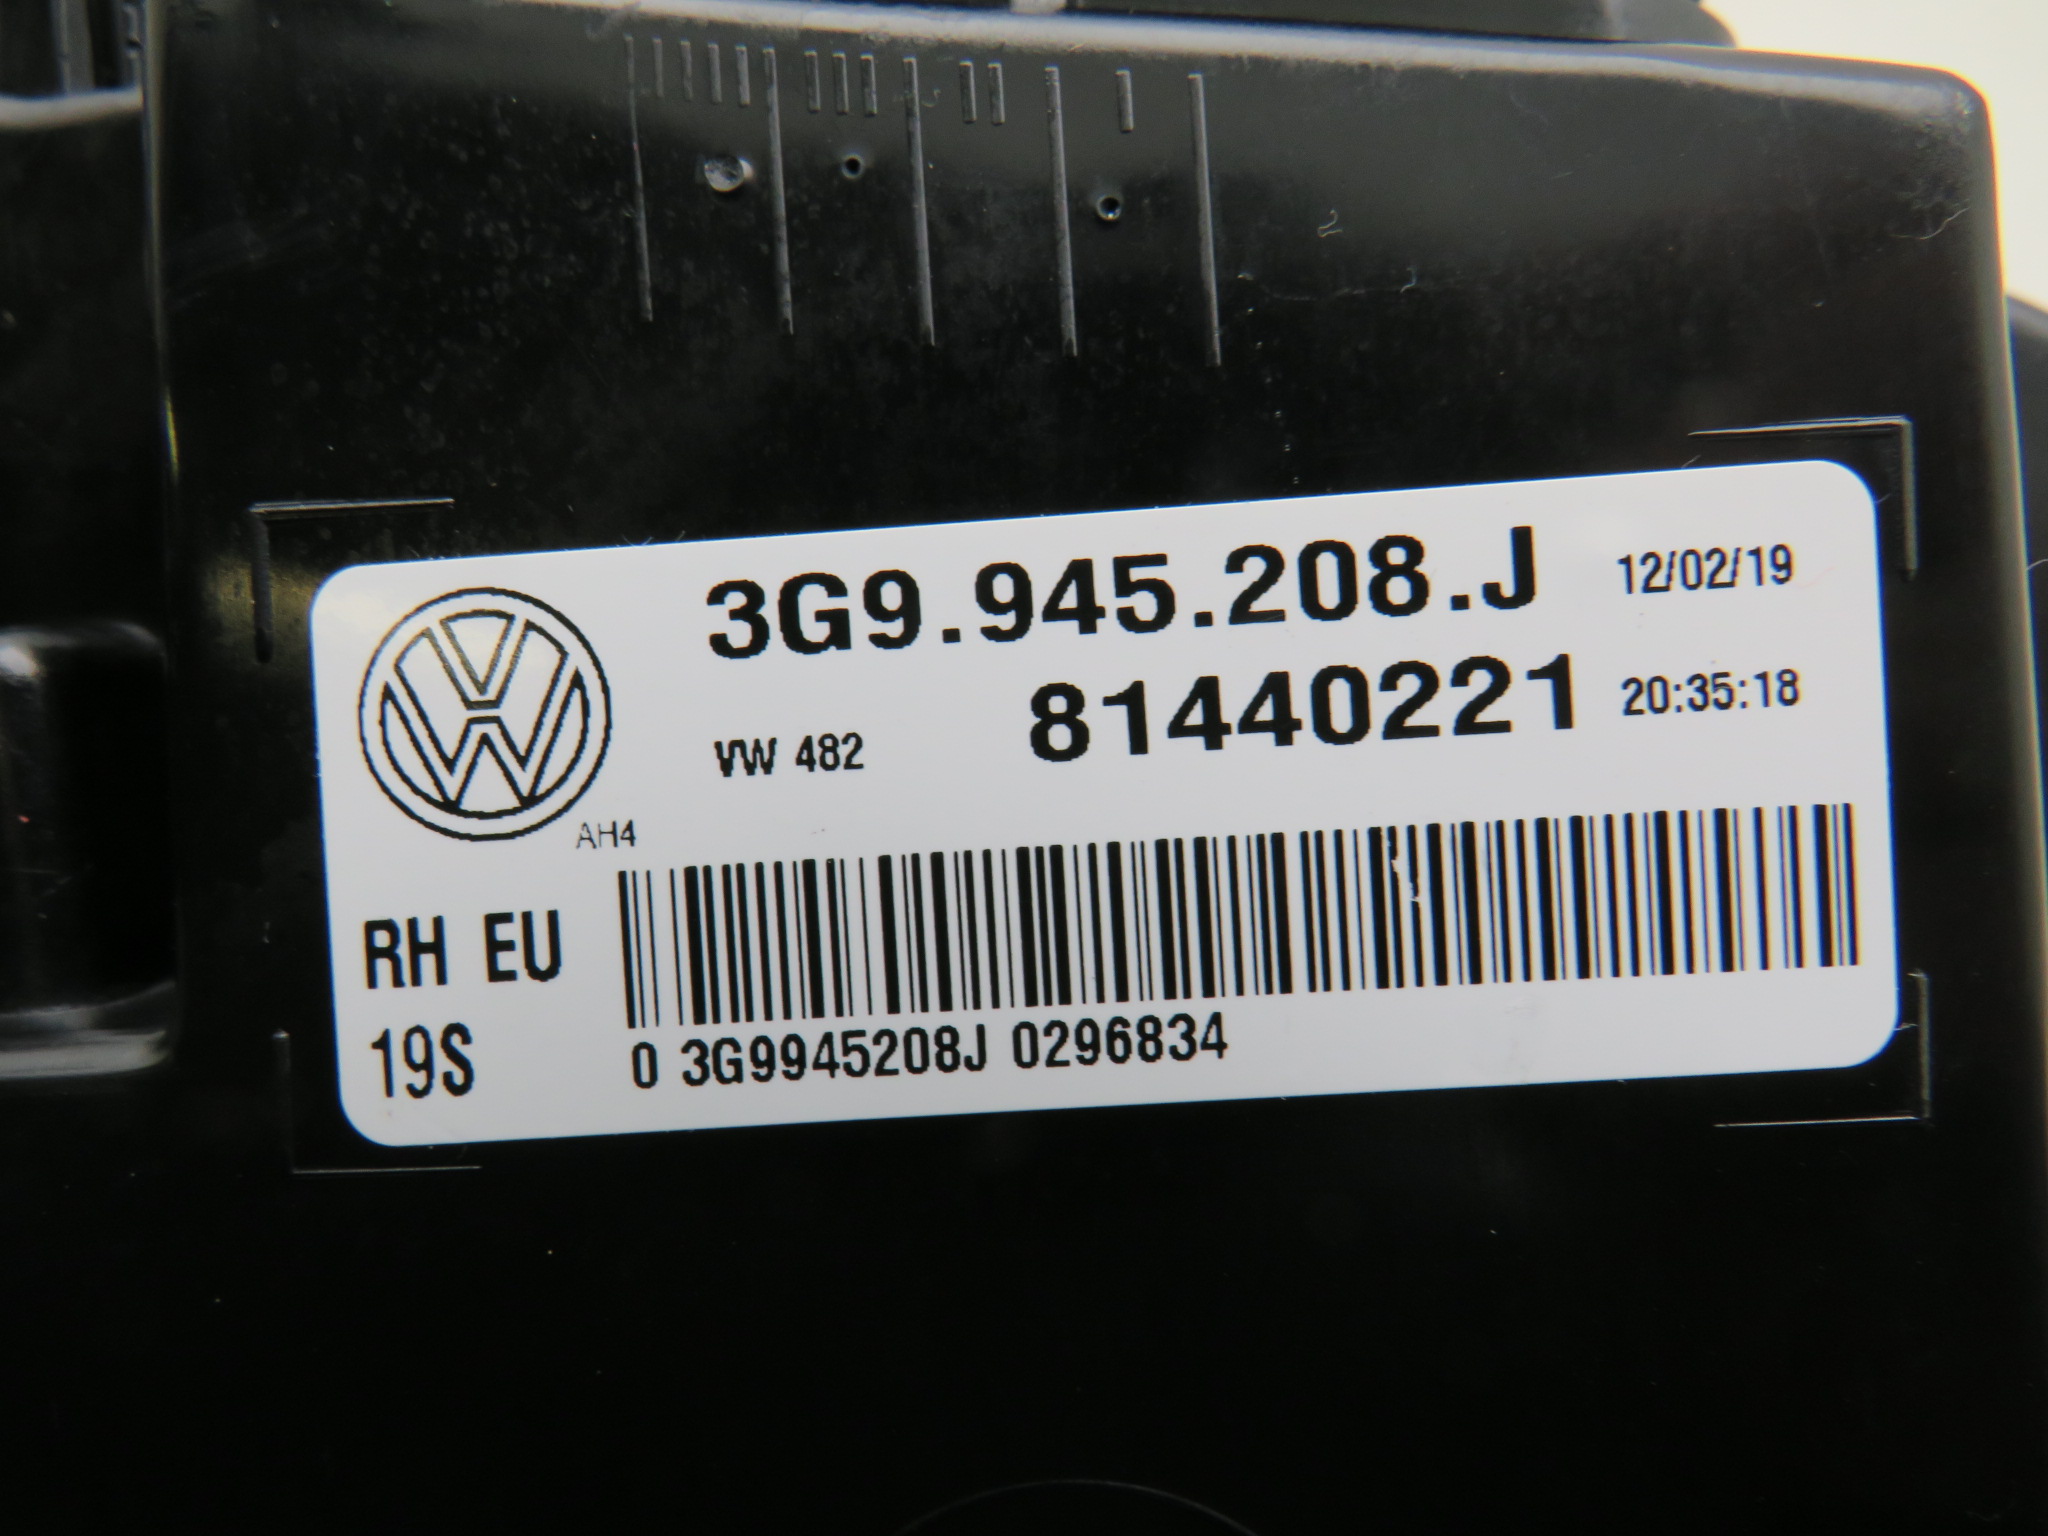 3G9.945.208.J 12/02/19
VW 482 81440221 20:35:18
AH4
RH EU
19S
0 3G9945208J 0296834